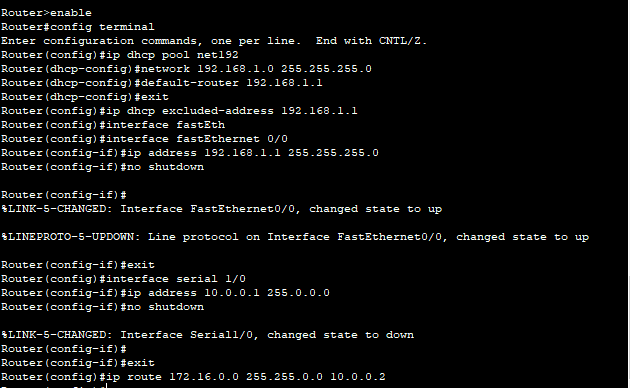 Router>enable
Router#config terminal
Enter configuration commands, one per line.  End with CNTL/Z.
Router(config)#ip dhcp pool net192
Router(dhcp-config)#network 192.168.1.0 255.255.255.0
Router(dhcp-config)#default-router 192.168.1.1
Router(dhcp-config)#exit
Router(config)#ip dhcp excluded-address 192.168.1.1
Router(config)#interface fastEth
Router(config)#interface fastEthernet 0/0
Router(config-if)#ip address 192.168.1.1 255.255.255.0
Router(config-if)#no shutdown
Router(config-if)#
%LINK-5-CHANGED: Interface FastEthernet0/0, changed state to up
%LINEPROTO-5-UPDOWN: Line protocol on Interface FastEthernet0/0, changed state to up
Router(config-if)#exit
Router(config)#interface serial 1/0
Router(config-if)#ip address 10.0.0.1 255.0.0.0
Router(config-if)#no shutdown
%LINK-5-CHANGED: Interface Serial1/0, changed state to down
Router(config-if)#
Router(config-if)#exit
Router(config)#ip route 172.16.0.0 255.255.0.0 10.0.0.2